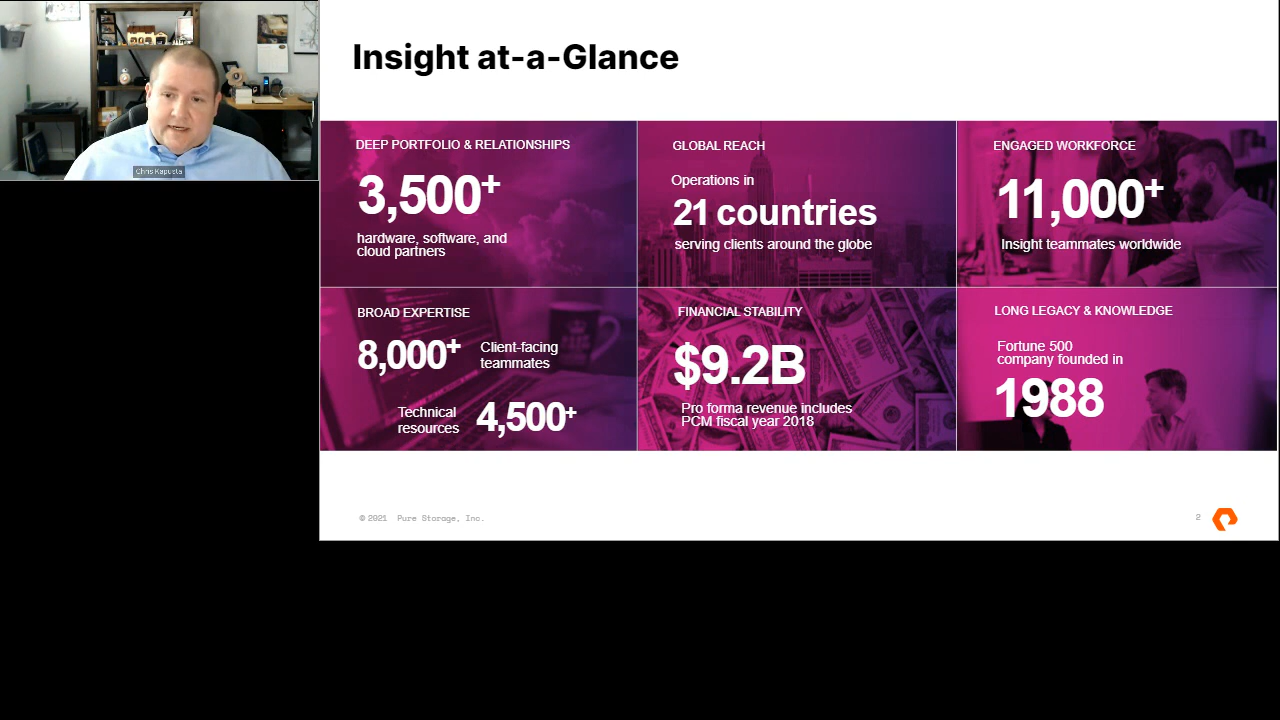 Chris Kapusta
Insight at-a-Glance
DEEP PORTFOLIO & RELATIONSHIPS
3,500+
hardware, software, and
cloud partners
GLOBAL REACH
Operations in
21 countries
serving clients around the globe
ENGAGED WORKFORCE
11,000+
Insight teammates worldwide
BROAD EXPERTISE
8,000+
Client-facing
teammates
Technical
resources
4,500+
FINANCIAL STABILITY
$9.2B
Pro forma revenue includes
PCM fiscal year 2018
LONG LEGACY & KNOWLEDGE
Fortune 500
company founded in
1988
© 2021 Pure Storage, Inc.
2